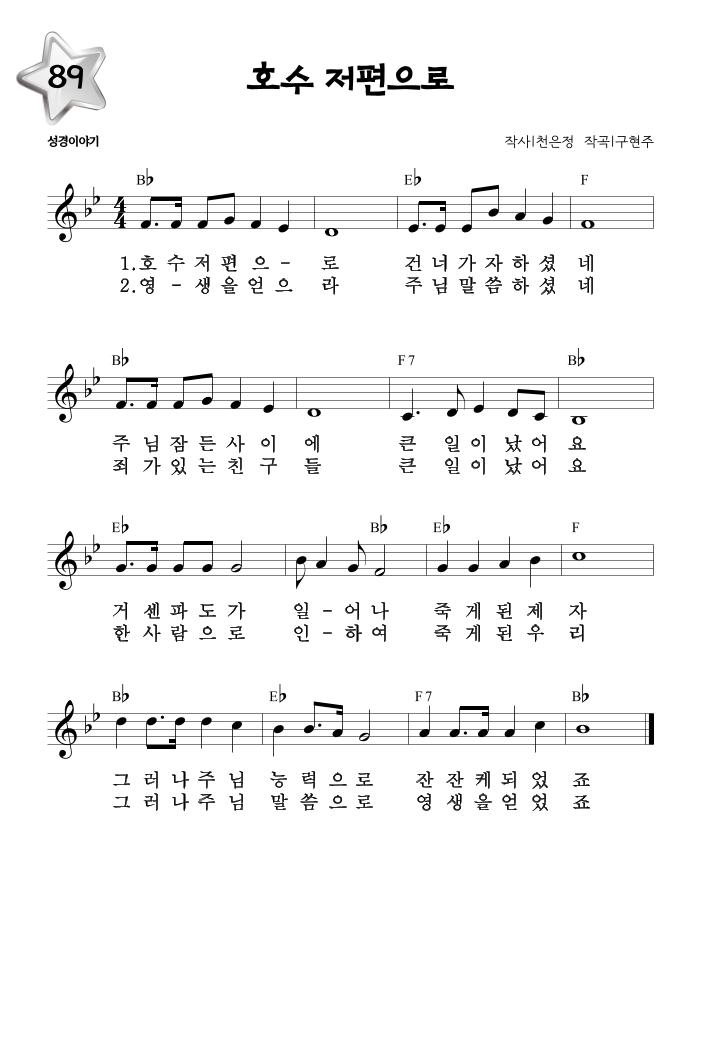 89
호수 저편으로
성경이야기
작사|천은정 작곡|구현주
B♭ E♭ F
4
4
1.호 수 저 편 으 - 로 건 너 가 자 하 셨 네
2.영 - 생 을 얻 으 라 주 님 말 씀 하 셨 네
B♭ F7 B♭
주 님 잠 든 사 이 에 큰 일 이 났 어 요
죄 가 있 는 친 구 들 큰 일 이 났 어 요
E♭ B♭ E♭ F
거 센 파 도 가 일 - 어 나 죽 게 된 제 자
한 사 람 으 로 인 - 하 여 죽 게 된 우 리
B♭ E♭ F7 B♭
그 러 나 주 님 능 력 으 로 잔 잔 케 되 었 죠
그 러 나 주 님 말 씀 으 로 영 생 을 얻 었 죠